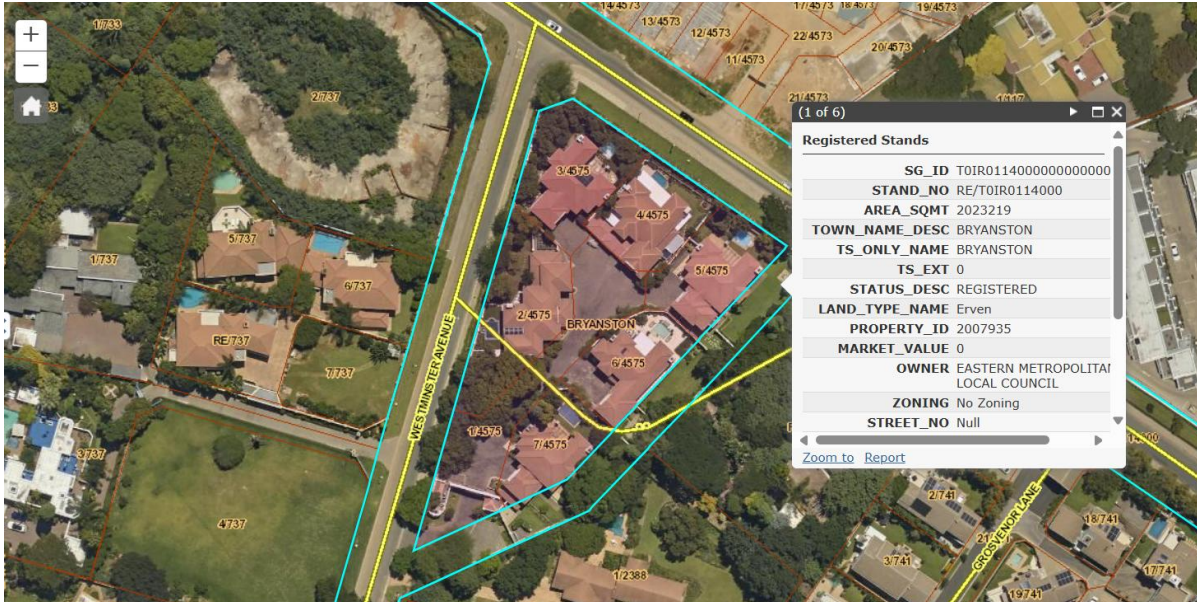 1/733
14/4573
13/4573
12/4573
11/4573
17/4573
18/4573
19/4573
22/4573
20/4573
21/4573
1/117
2/737
1/737
5/737
6/737
RE/737
7/737
3/737
4/737
WESTMINSTER AVENUE
3/4575
4/4575
5/4575
2/4575
BRYANSTON
6/4575
1/4575
7/4575
1/2388
(1 of 6)
Registered Stands
SG_ID T0IR0114000000000000
STAND_NO RE/T0IR0114000
AREA_SQMT 2023219
TOWN_NAME_DESC BRYANSTON
TS_ONLY_NAME BRYANSTON
TS_EXT 0
STATUS_DESC REGISTERED
LAND_TYPE_NAME Erven
PROPERTY_ID 2007935
MARKET_VALUE 0
OWNER EASTERN METROPOLITAN
LOCAL COUNCIL
ZONING No Zoning
STREET_NO Null
Zoom to Report
2/741
18/741
3/741
GROSVENOR LANE
17/741
19/741